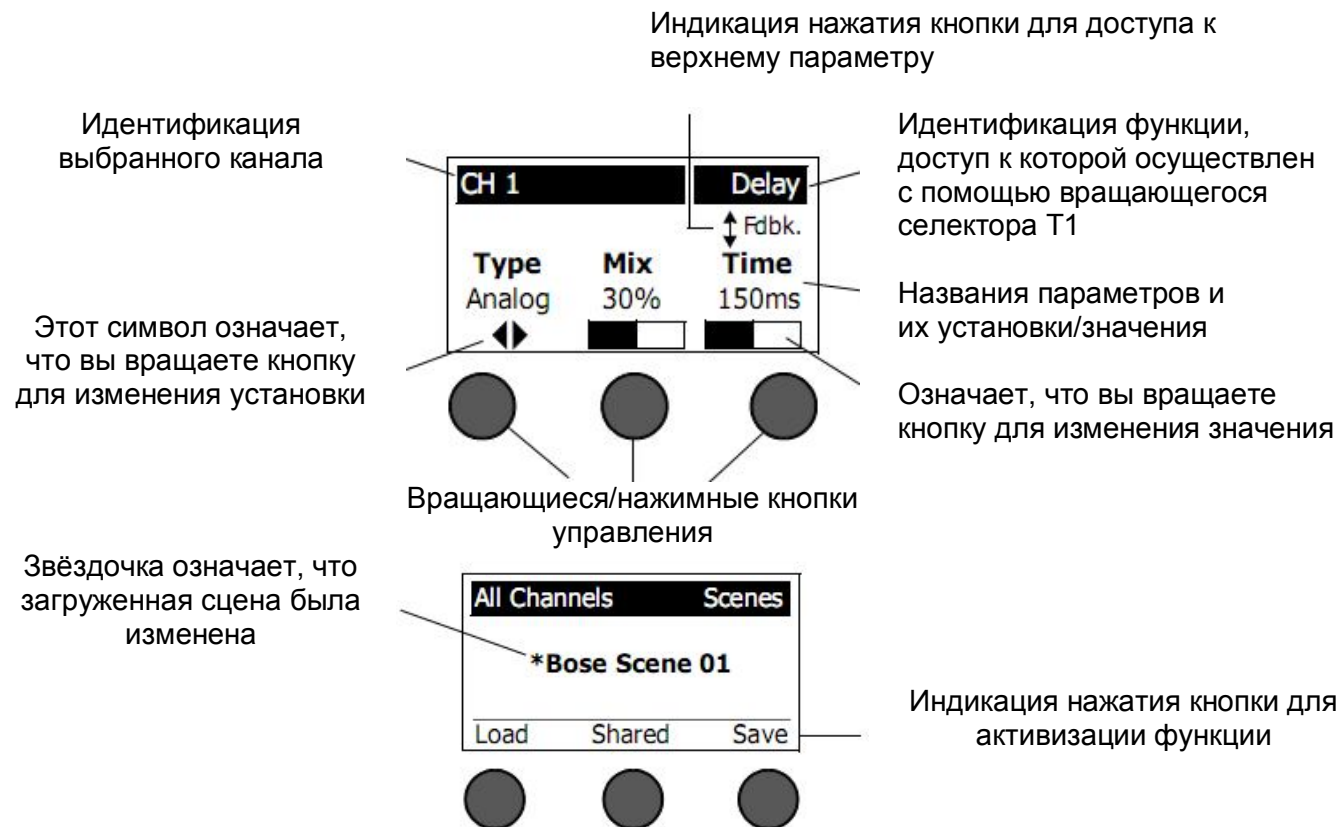 Индикация нажатия кнопки для доступа к
верхнему параметру
Идентификация
выбранного канала
CH 1
Delay
Fdbk.
Type Mix Time
Analog 30% 150ms
Идентификация функции,
доступ к которой осуществлен
с помощью вращающегося
селектора Т1
Названия параметров и
их установки/значения
Этот символ означает,
что вы вращаете кнопку
для изменения установки
Означает, что вы вращаете
кнопку для изменения значения
Вращающиеся/нажимные кнопки
управления
Звёздочка означает, что
загруженная сцена была
изменена
All Channels Scenes
*Bose Scene 01
Load Shared Save
Индикация нажатия кнопки для
активизации функции